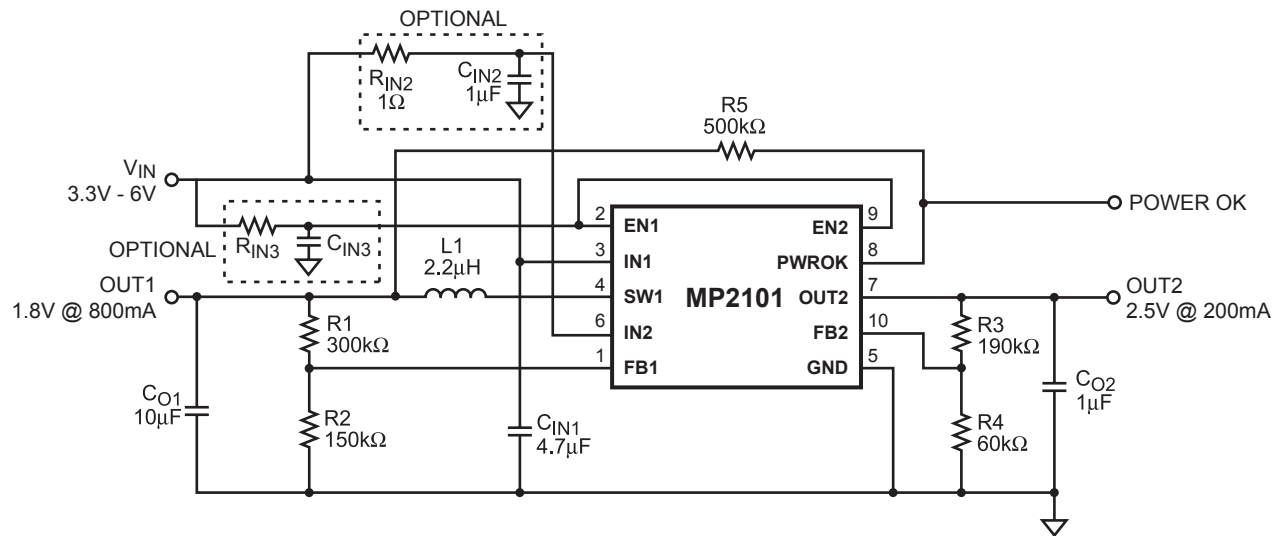 OPTIONAL
RIN2
1Ω
CIN2
1µF
R5
500kΩ
VIN
3.3V - 6V
POWER OK
OPTIONAL
RIN3
CIN3
L1
2.2µH
OUT1
1.8V @ 800mA
2
EN1
3
IN1
4
SW1
6
IN2
1
FB1
MP2101
EN2
9
PWROK
8
OUT2
7
FB2
10
GND
5
OUT2
2.5V @ 200mA
R1
300kΩ
R3
190kΩ
CO1
10µF
R2
150kΩ
CIN1
4.7µF
R4
60kΩ
CO2
1µF